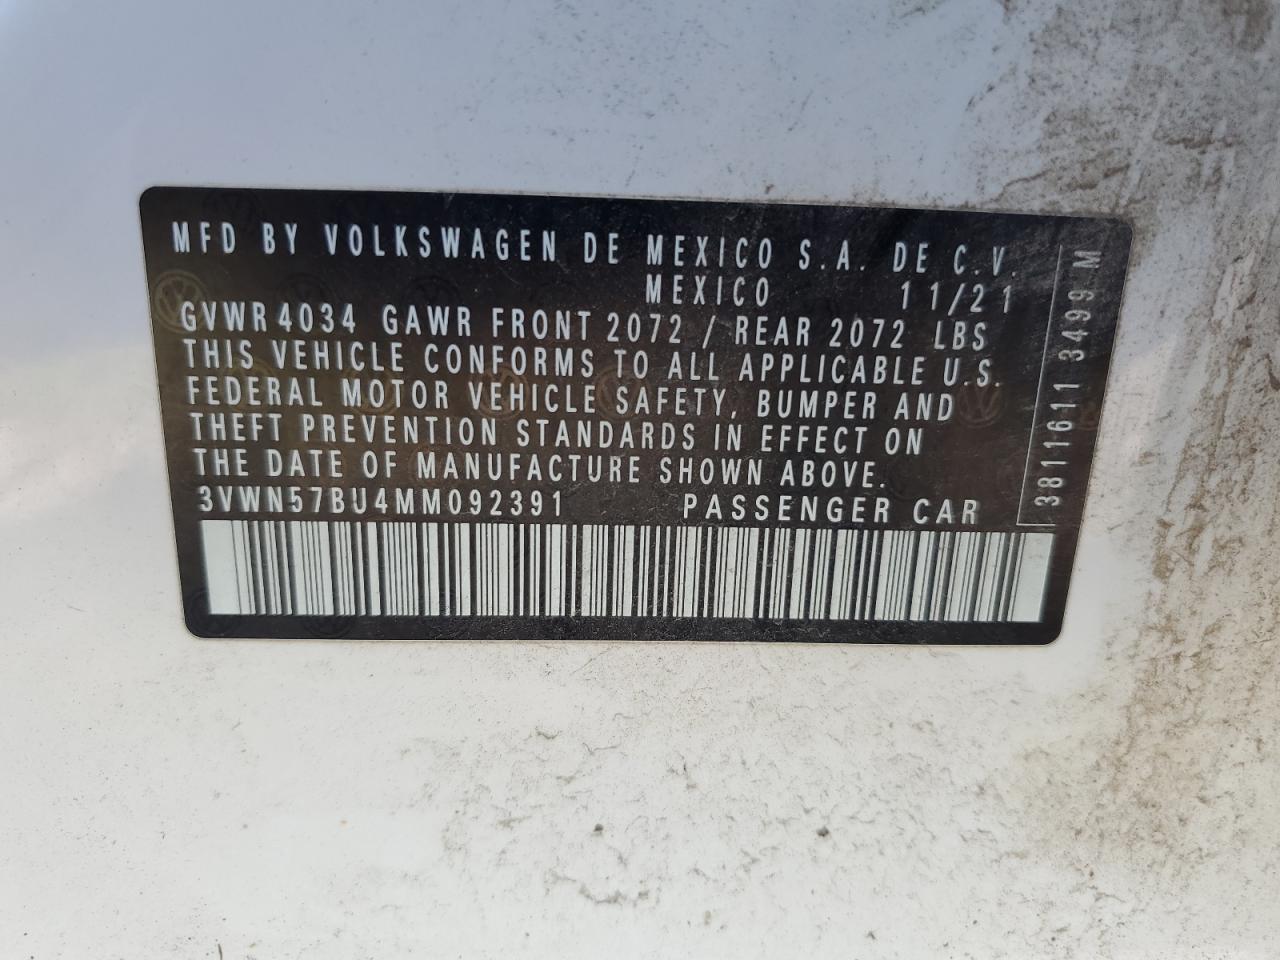 MFD BY VOLKSWAGEN DE MEXICO S.A. DE C.V.
MEXICO 11/21
GVWR 4034 GAWR FRONT 2072 / REAR 2072 LBS
THIS VEHICLE CONFORMS TO ALL APPLICABLE U.S.
FEDERAL MOTOR VEHICLE SAFETY, BUMPER AND
THEFT PREVENTION STANDARDS IN EFFECT ON
THE DATE OF MANUFACTURE SHOWN ABOVE.
3VWN57BU4MM092391 PASSENGER CAR
3811611 3499 M